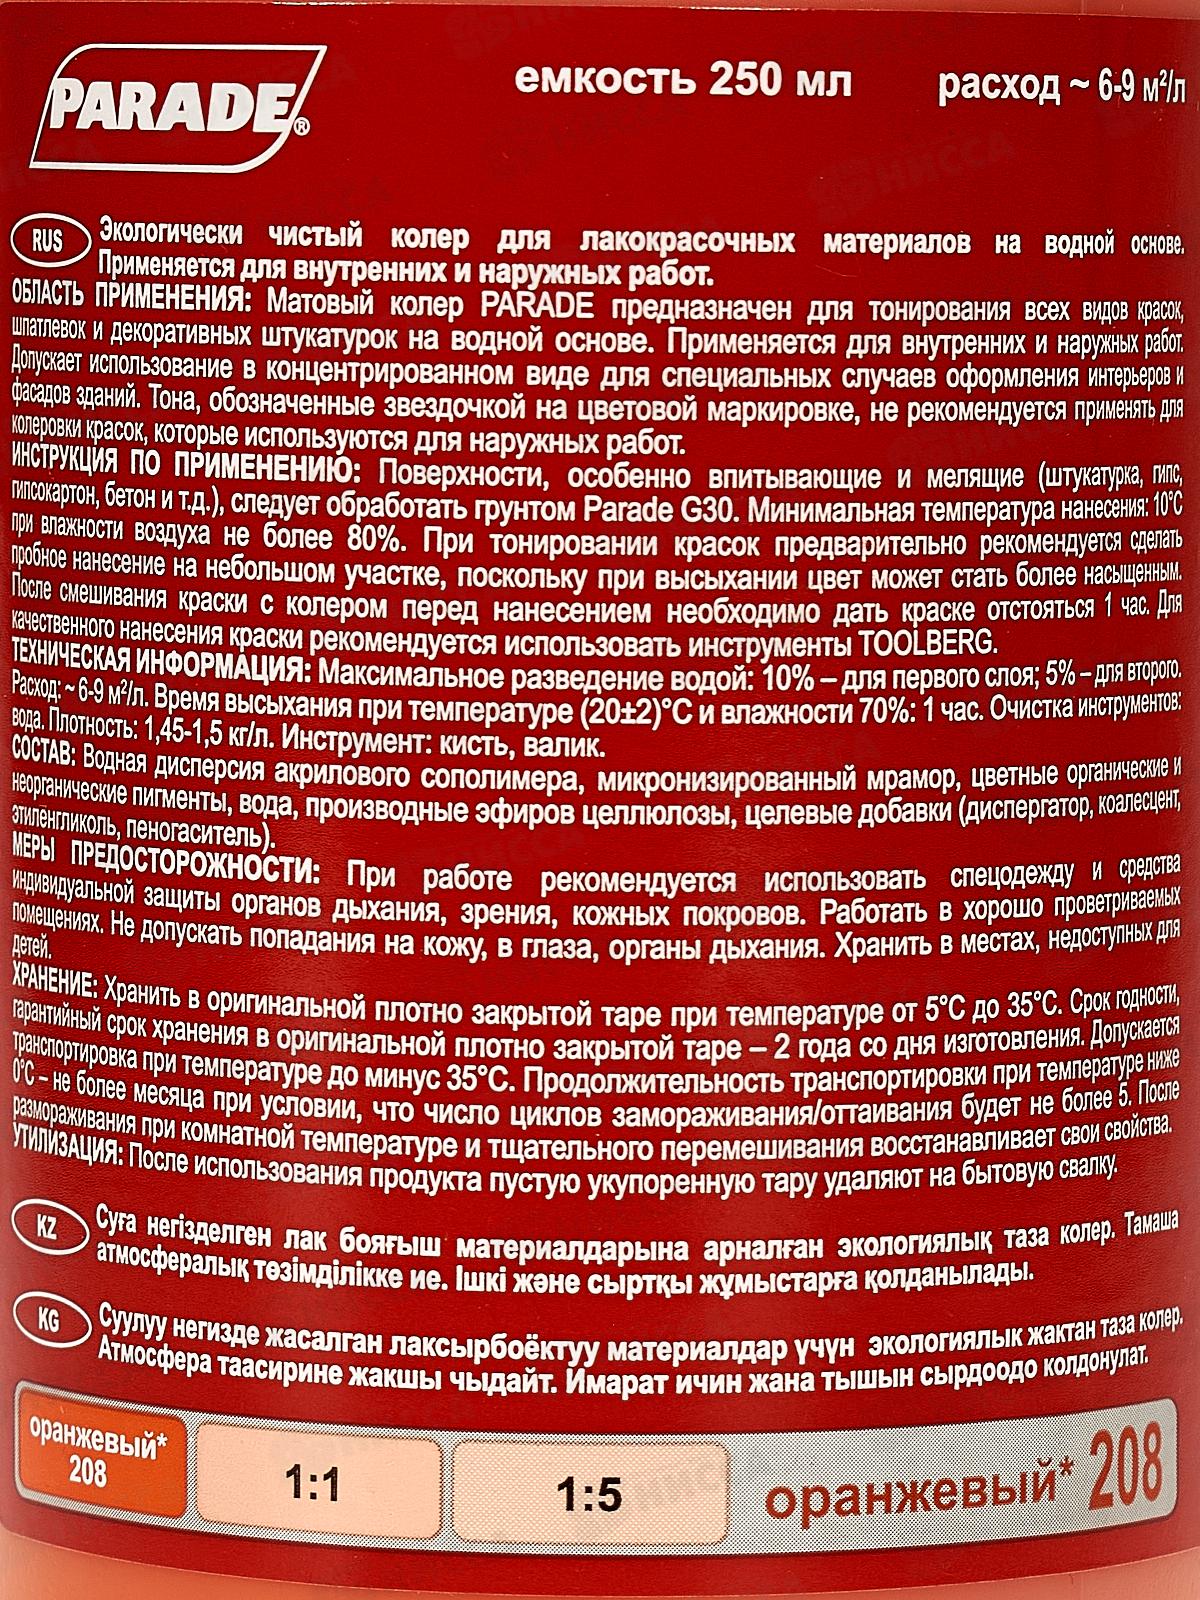 PARADE®
емкость 250 мл
расход ~ 6-9 м²/л
RUS
Экологически чистый колер для лакокрасочных материалов на водной основе.
Применяется для внутренних и наружных работ.
ОБЛАСТЬ ПРИМЕНЕНИЯ: Матовый колер PARADE предназначен для тонирования всех видов красок,
шпатлевок и декоративных штукатурок на водной основе. Применяется для внутренних и наружных работ.
Допускает использование в концентрированном виде для специальных случаев оформления интерьеров и
фасадов зданий. Тона, обозначенные звездочкой на цветовой маркировке, не рекомендуется применять для
колеровки красок, которые используются для наружных работ.
ИНСТРУКЦИЯ ПО ПРИМЕНЕНИЮ: Поверхности, особенно впитывающие и мелящие (штукатурка, гипс,
гипсокартон, бетон и т.д.), следует обработать грунтом Parade G30. Минимальная температура нанесения: 10°С
при влажности воздуха не более 80%. При тонировании красок предварительно рекомендуется сделать
пробное нанесение на небольшом участке, поскольку при высыхании цвет может стать более насыщенным.
После смешивания краски с колером перед нанесением необходимо дать краске отстояться 1 час. Для
качественного нанесения краски рекомендуется использовать инструменты TOOLBERG.
ТЕХНИЧЕСКАЯ ИНФОРМАЦИЯ: Максимальное разведение водой: 10% – для первого слоя; 5% – для второго.
Расход: ~ 6-9 м²/л. Время высыхания при температуре (20±2)°С и влажности 70%: 1 час. Очистка инструментов:
вода. Плотность: 1,45-1,5 кг/л. Инструмент: кисть, валик.
СОСТАВ: Водная дисперсия акрилового сополимера, микронизированный мрамор, цветные органические и
неорганические пигменты, вода, производные эфиров целлюлозы, целевые добавки (диспергатор, коалесцент,
этиленгликоль, пеногаситель).
МЕРЫ ПРЕДОСТОРОЖНОСТИ: При работе рекомендуется использовать спецодежду и средства
индивидуальной защиты органов дыхания, зрения, кожных покровов. Работать в хорошо проветриваемых
помещениях. Не допускать попадания на кожу, в глаза, органы дыхания. Хранить в местах, недоступных для
детей.
ХРАНЕНИЕ: Хранить в оригинальной плотно закрытой таре при температуре от 5°С до 35°С. Срок годности,
гарантийный срок хранения в оригинальной плотно закрытой таре – 2 года со дня изготовления. Допускается
транспортировка при температуре до минус 35°С. Продолжительность транспортировки при температуре ниже
0°С – не более месяца при условии, что число циклов замораживания/оттаивания будет не более 5. После
размораживания при комнатной температуре и тщательного перемешивания восстанавливает свои свойства.
УТИЛИЗАЦИЯ: После использования продукта пустую укупоренную тару удаляют на бытовую свалку.
KZ
Суға негізделген лак бояғыш материалдарына арналған экологиялық таза колер. Тамаша
атмосфералық төзімділікке ие. Ішкі және сыртқы жұмыстарға қолданылады.
KG
Суулуу негизде жасалган лаксырбоёктуу материалдар үчүн экологиялык жактан таза колер.
Атмосфера таасирине жакшы чыдайт. Имарат ичин жана тышын сырдоодо колдонулат.
оранжевый*
208
1:1
1:5
оранжевый* 208
НИССА